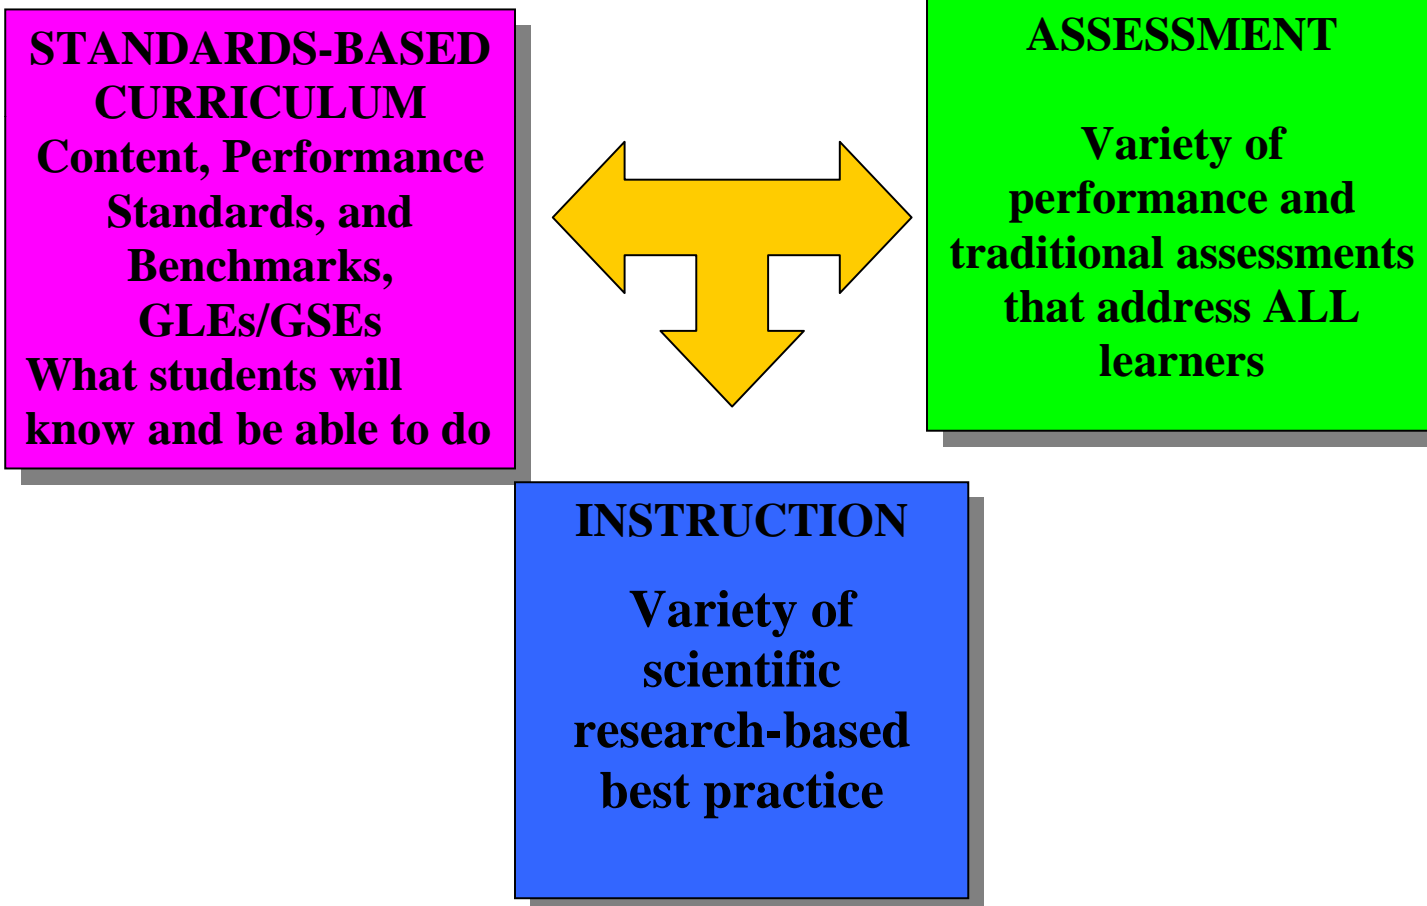 STANDARDS-BASED
CURRICULUM
Content, Performance
Standards, and
Benchmarks,
GLEs/GSEs
What students will
know and be able to do
ASSESSMENT
Variety of
performance and
traditional assessments
that address ALL
learners
INSTRUCTION
Variety of
scientific
research-based
best practice